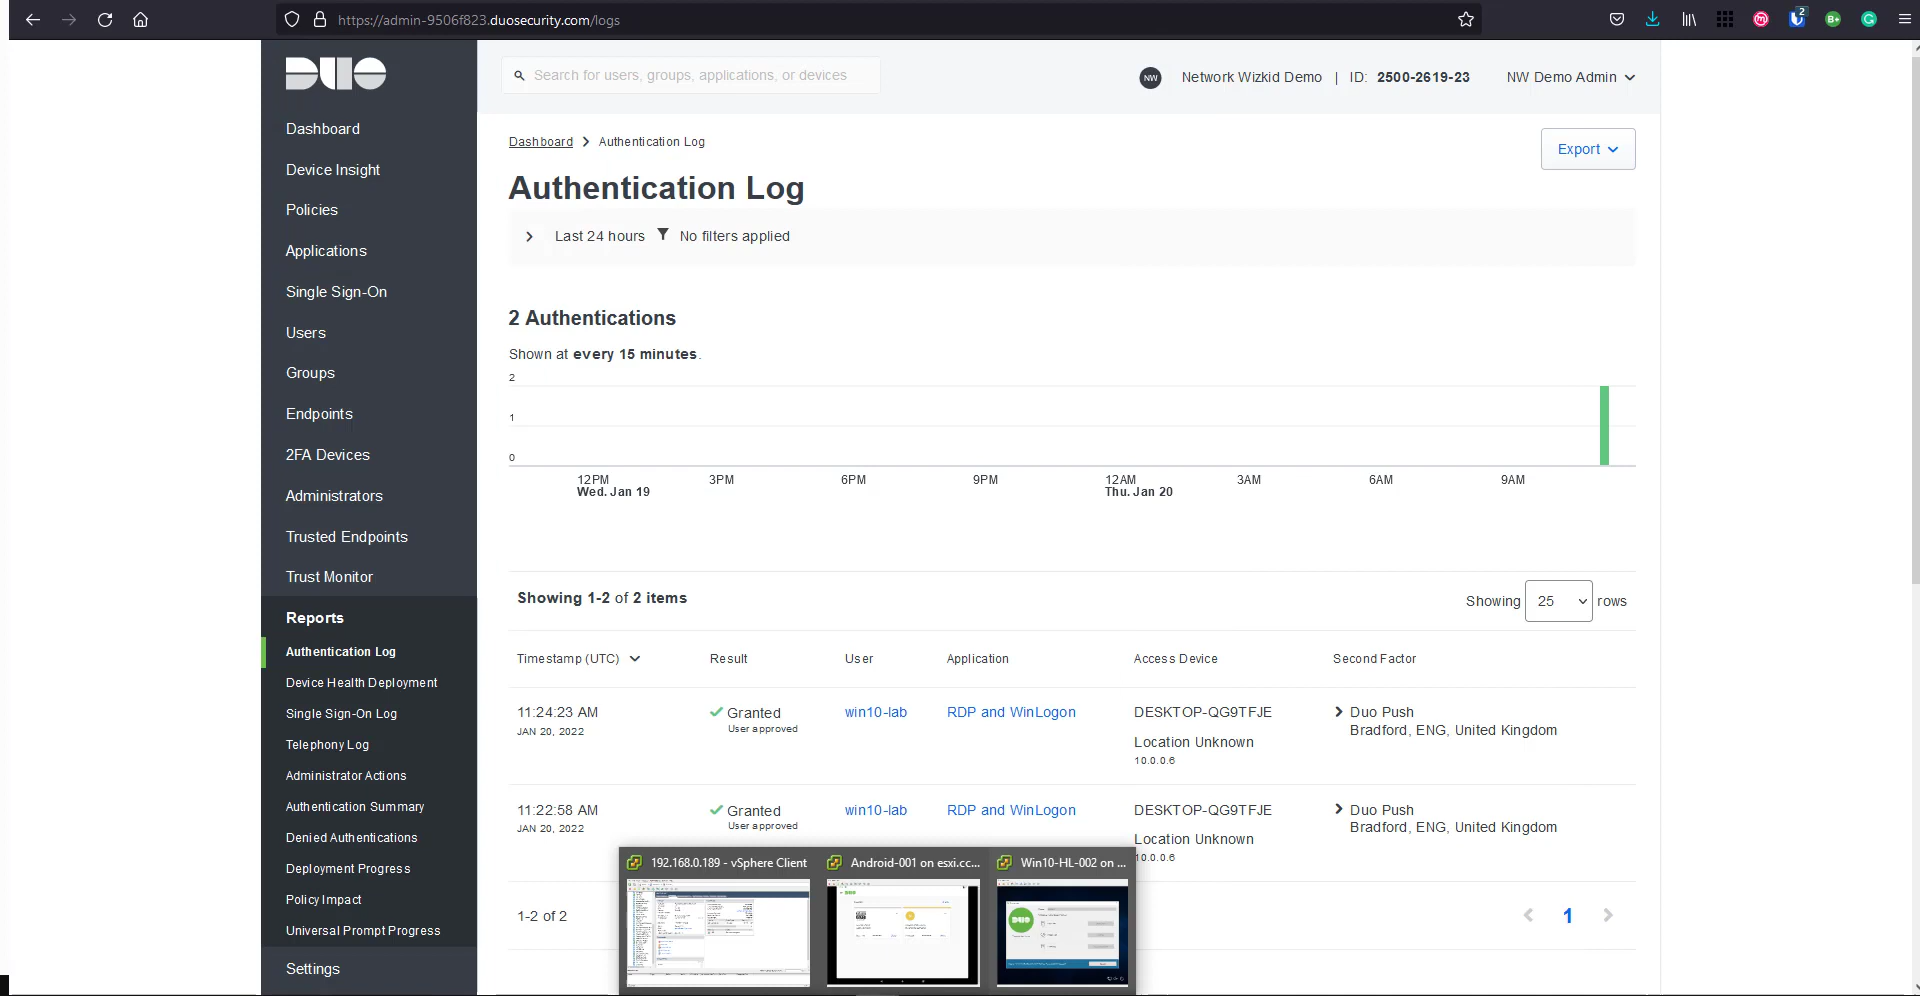 https://admin-9506f823.duosecurity.com/logs
2
DUO
Search for users, groups, applications, or devices
NW
Network Wizkid Demo | ID: 2500-2619-23
NW Demo Admin
Dashboard
Device Insight
Policies
Applications
Single Sign-On
Users
Groups
Endpoints
2FA Devices
Administrators
Trusted Endpoints
Trust Monitor
Reports
Authentication Log
Device Health Deployment
Single Sign-On Log
Telephony Log
Administrator Actions
Authentication Summary
Denied Authentications
Deployment Progress
Policy Impact
Universal Prompt Progress
Settings
Dashboard > Authentication Log
Export
Authentication Log
Last 24 hours No filters applied
2 Authentications
Shown at every 15 minutes.
2
1
0
12PM 3PM 6PM 9PM 12AM 3AM 6AM 9AM
Wed. Jan 19 Thu. Jan 20
Showing 1-2 of 2 items
Showing 25 rows
Timestamp (UTC) Result User Application Access Device Second Factor
11:24:23 AM Granted win10-lab RDP and WinLogon DESKTOP-QG9TFJE Duo Push
JAN 20, 2022 User approved Bradford, ENG, United Kingdom
Location Unknown
10.0.0.6
11:22:58 AM Granted win10-lab RDP and WinLogon DESKTOP-QG9TFJE Duo Push
JAN 20, 2022 User approved Bradford, ENG, United Kingdom
Location Unknown
10.0.0.6
192.168.0.189 - vSphere Client
Android-001 on esxi.cc...
Win10-HL-002 on ...
DUO
1-2 of 2
1